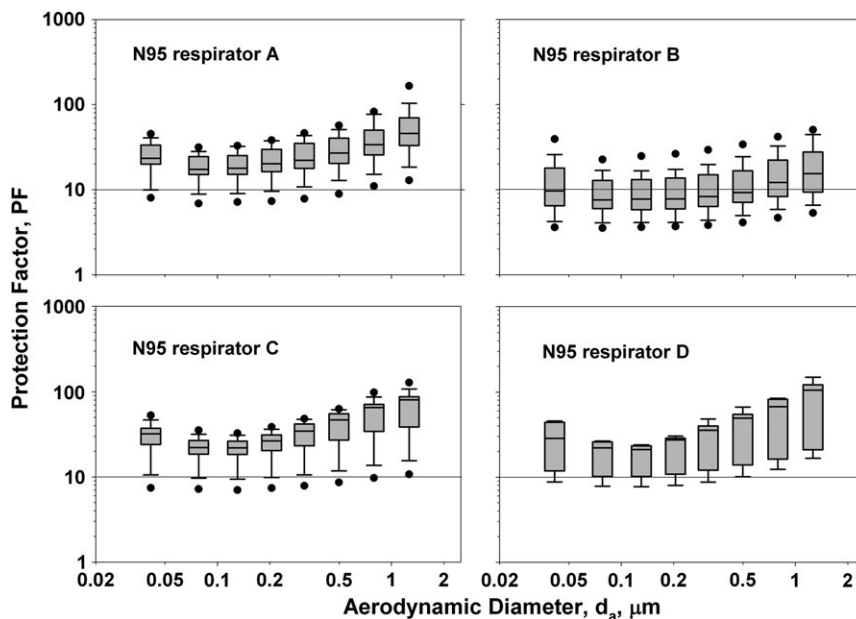 1000
N95 respirator A
N95 respirator B
100
10
1
1000
N95 respirator C
N95 respirator D
100
10
1
0.02 0.05 0.1 0.2 0.5 1 2
0.02 0.05 0.1 0.2 0.5 1 2
Protection Factor, PF
Aerodynamic Diameter, dₐ, μm